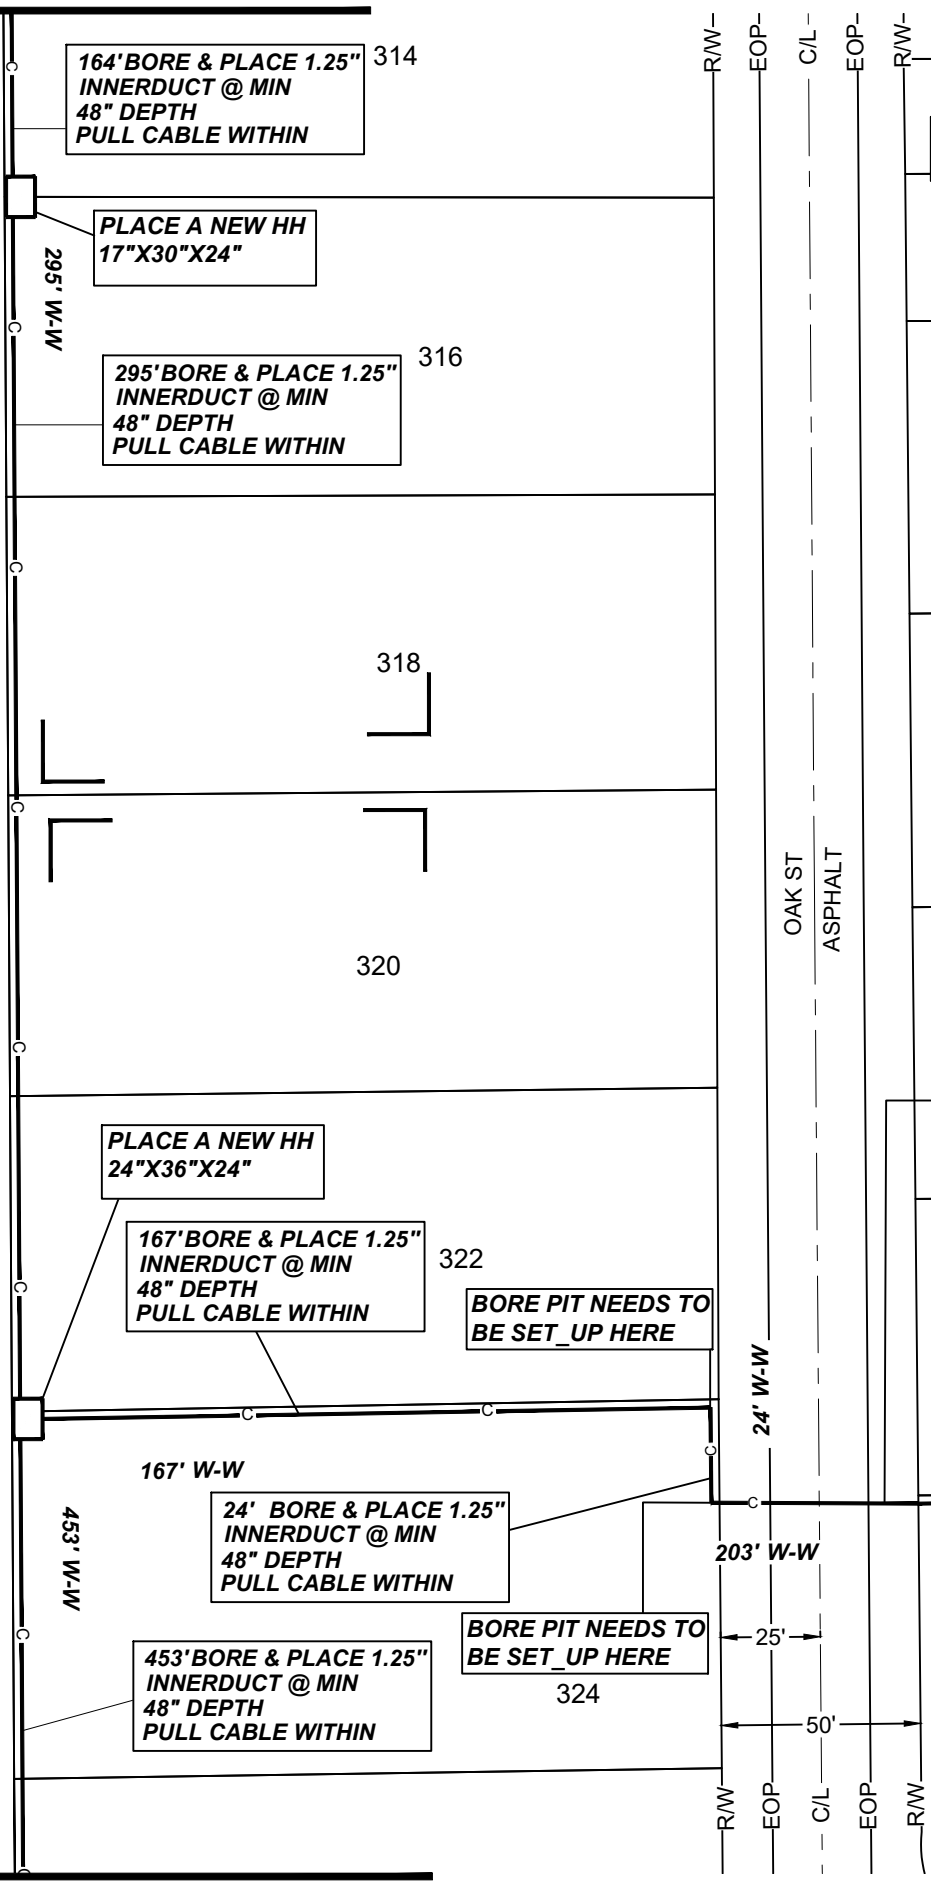 R/W
EOP
C/L
EOP
R/W
164' BORE & PLACE 1.25"
INNERDUCT @ MIN
48" DEPTH
PULL CABLE WITHIN
314
C
PLACE A NEW HH
17"X30"X24"
295' W-W
C
316
295' BORE & PLACE 1.25"
INNERDUCT @ MIN
48" DEPTH
PULL CABLE WITHIN
C
318
C
OAK ST
ASPHALT
320
C
PLACE A NEW HH
24"X36"X24"
167' BORE & PLACE 1.25"
INNERDUCT @ MIN
48" DEPTH
PULL CABLE WITHIN
322
C
BORE PIT NEEDS TO
BE SET_UP HERE
24' W-W
C
C
C
167' W-W
24' BORE & PLACE 1.25"
INNERDUCT @ MIN
48" DEPTH
PULL CABLE WITHIN
C
453' W-W
203' W-W
C
BORE PIT NEEDS TO
BE SET_UP HERE
25'
453' BORE & PLACE 1.25"
INNERDUCT @ MIN
48" DEPTH
PULL CABLE WITHIN
324
50'
R/W
EOP
C/L
EOP
R/W
C